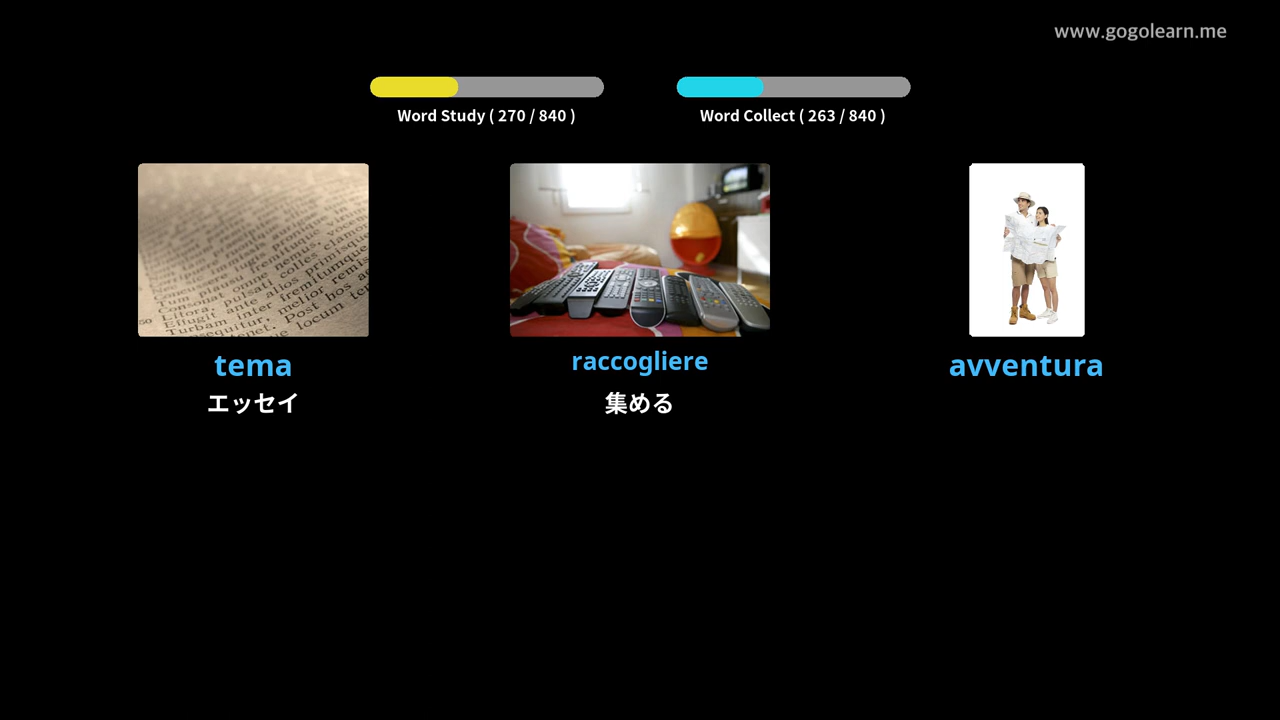 www.gogolearn.me
Word Study ( 270 / 840 )
Word Collect ( 263 / 840 )
tema
エッセイ
raccogliere
集める
avventura